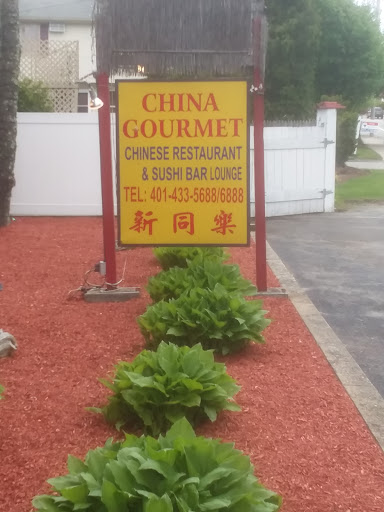 CHINA
GOURMET
CHINESE RESTAURANT
& SUSHI BAR LOUNGE
TEL: 401-433-5688/6888
新同樂